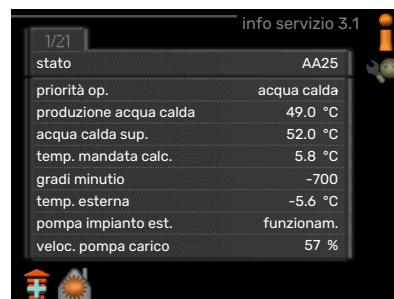 info servizio 3.1
1/21
stato AA25
priorità op. acqua calda
produzione acqua calda 49.0 °C
acqua calda sup. 52.0 °C
temp. mandata calc. 5.8 °C
gradi minutio -700
temp. esterna -5.6 °C
pompa impianto est. funzionam.
veloc. pompa carico 57 %